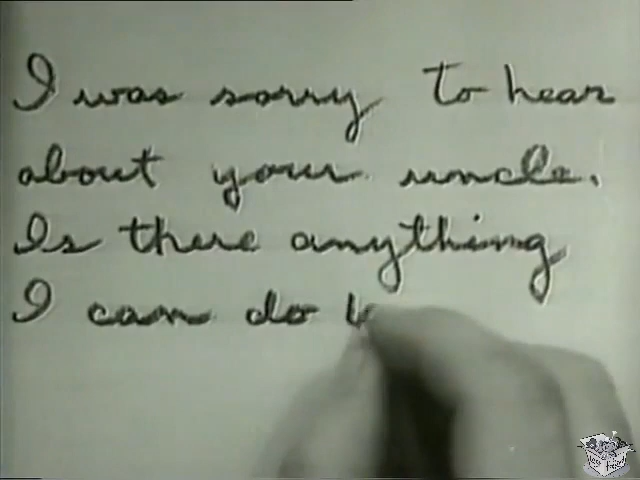 I was sorry to hear
about your uncle.
Is there anything
I can do